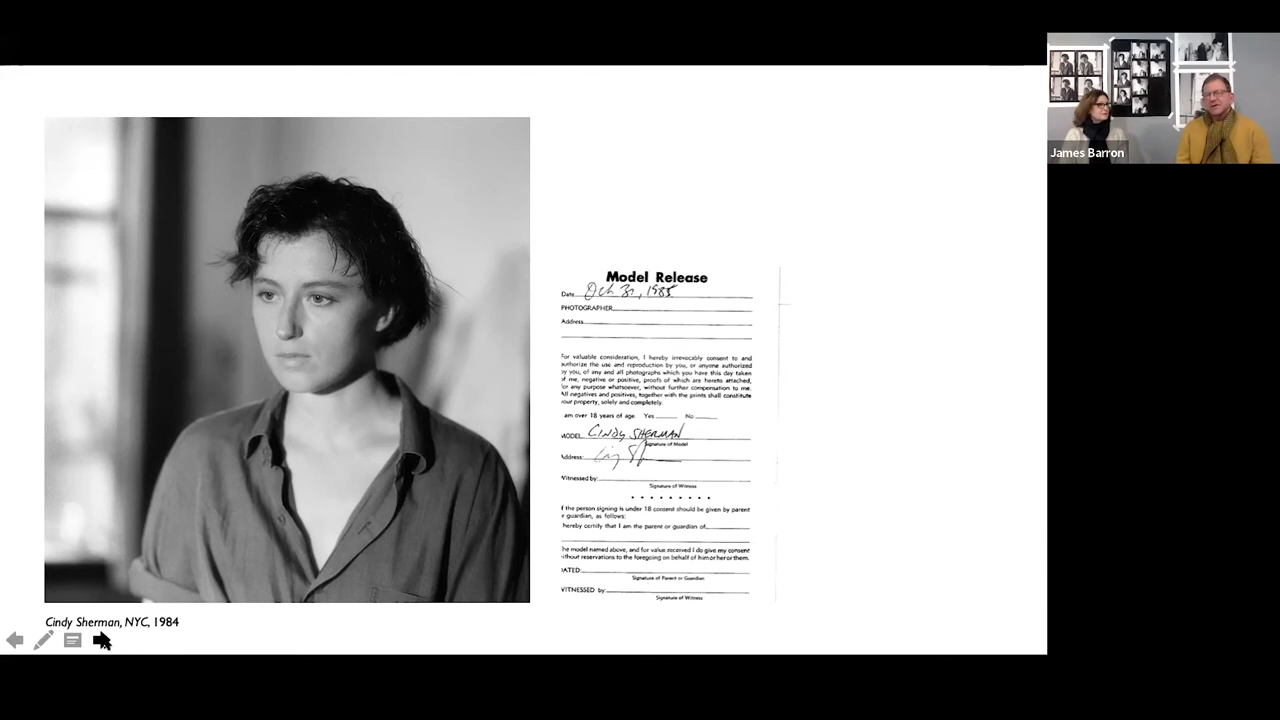 James Barron
Model Release
Date Oct 31, 1985
PHOTOGRAPHER
Address
For valuable consideration, I hereby irrevocably consent to and
authorize the use and reproduction by you, or anyone authorized
by you, of any and all photographs which you have this day taken
of me, negative or positive, proofs of which are hereto attached,
for any purpose whatsoever, without further compensation to me.
All negatives and positives, together with the prints shall constitute
your property, solely and completely.
am over 18 years of age Yes No
MODEL CINDY SHERMAN
Signature of Model
Address:
Witnessed by:
Signature of Witness
f the person signing is under 18 consent should be given by parent
r guardian, as follows:
hereby certify that I am the parent or guardian of
The model named above, and for value received I do give my consent
ithout reservations to the foregoing on behalf of him or her or them.
DATED:
Signature of Parent or Guardian
WITNESSED by:
Signature of Witness
Cindy Sherman, NYC, 1984